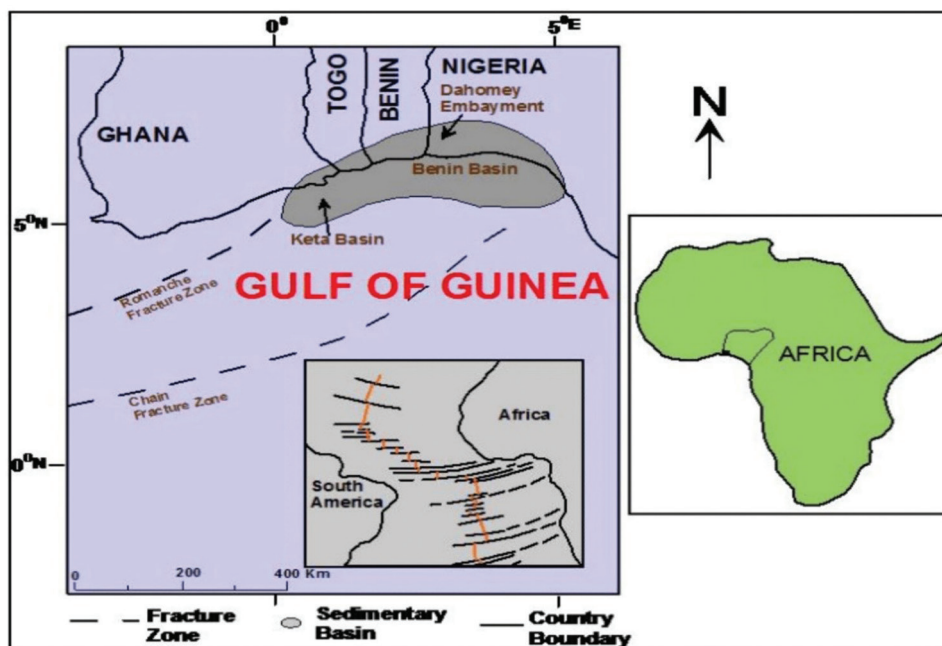 0°
5°E
TOGO
BENIN
NIGERIA
Dahomey
Embayment
GHANA
Benin Basin
5°N
Keta Basin
GULF OF GUINEA
Romanche
Fracture Zone
Chain
Fracture Zone
0°N
Africa
South
America
0
200
400 Km
N
AFRICA
Fracture
Zone
Sedimentary
Basin
Country
Boundary